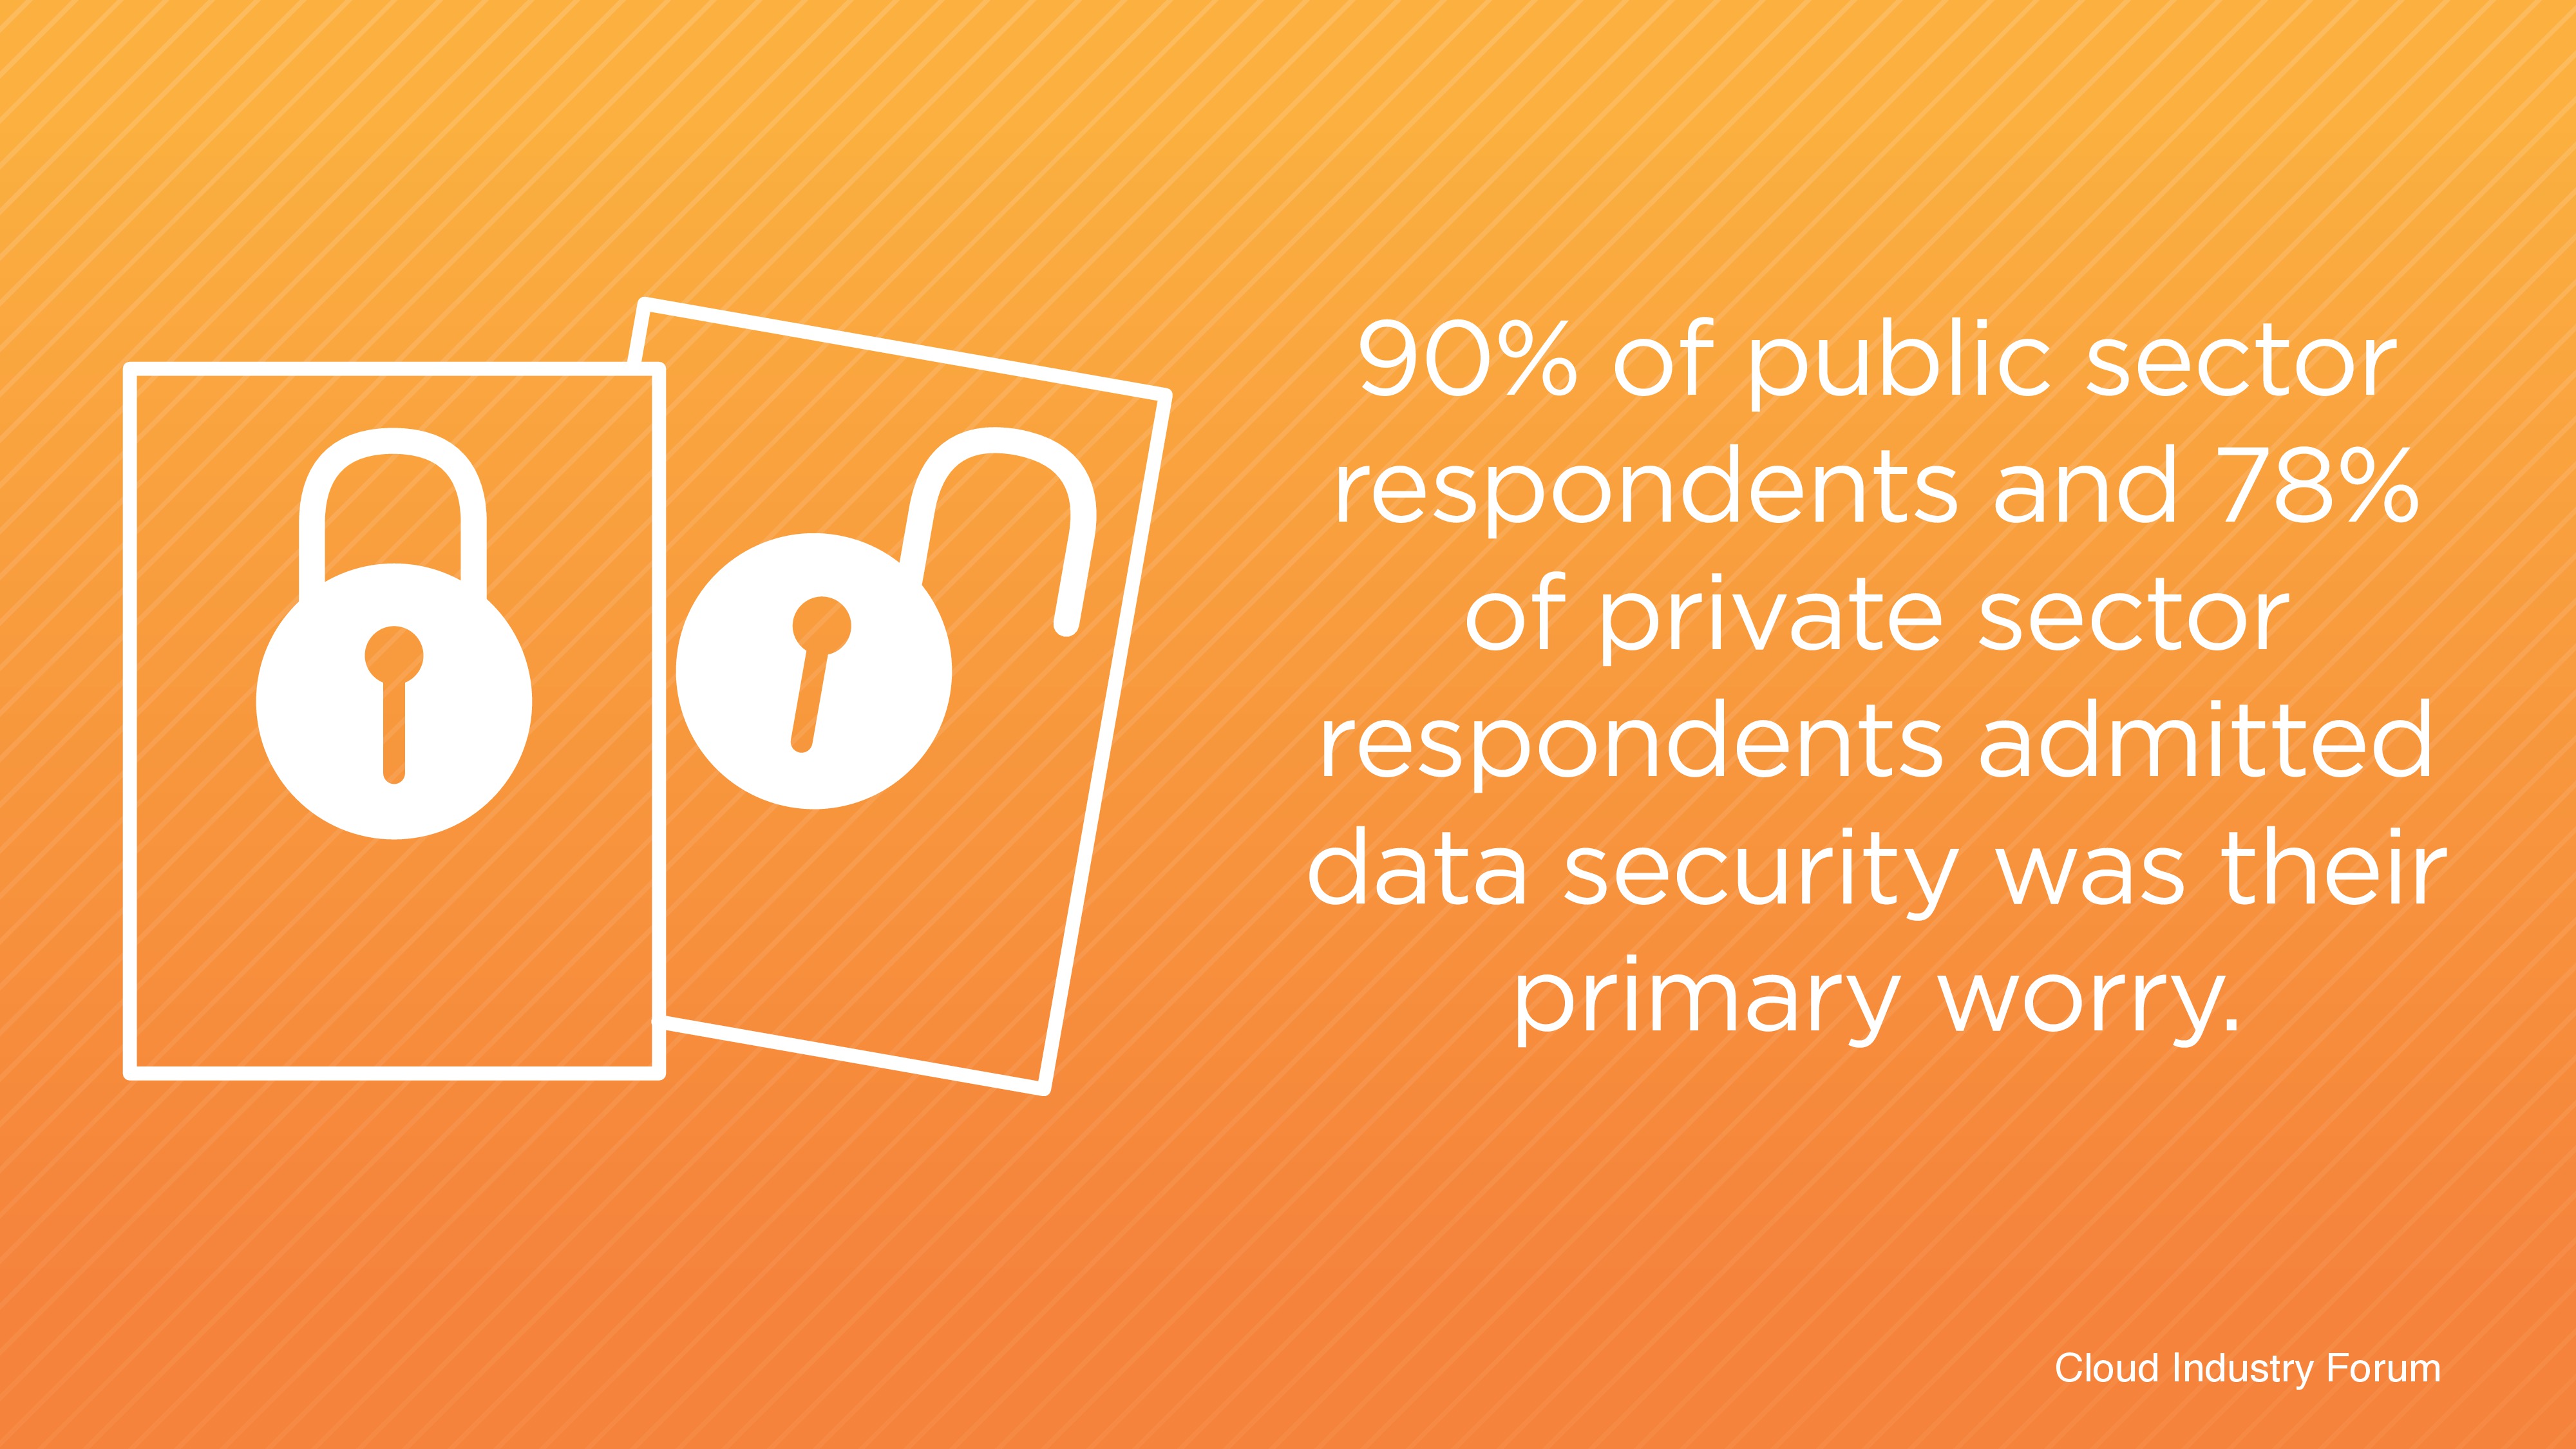 90% of public sector
respondents and 78%
of private sector
respondents admitted
data security was their
primary worry.
Cloud Industry Forum